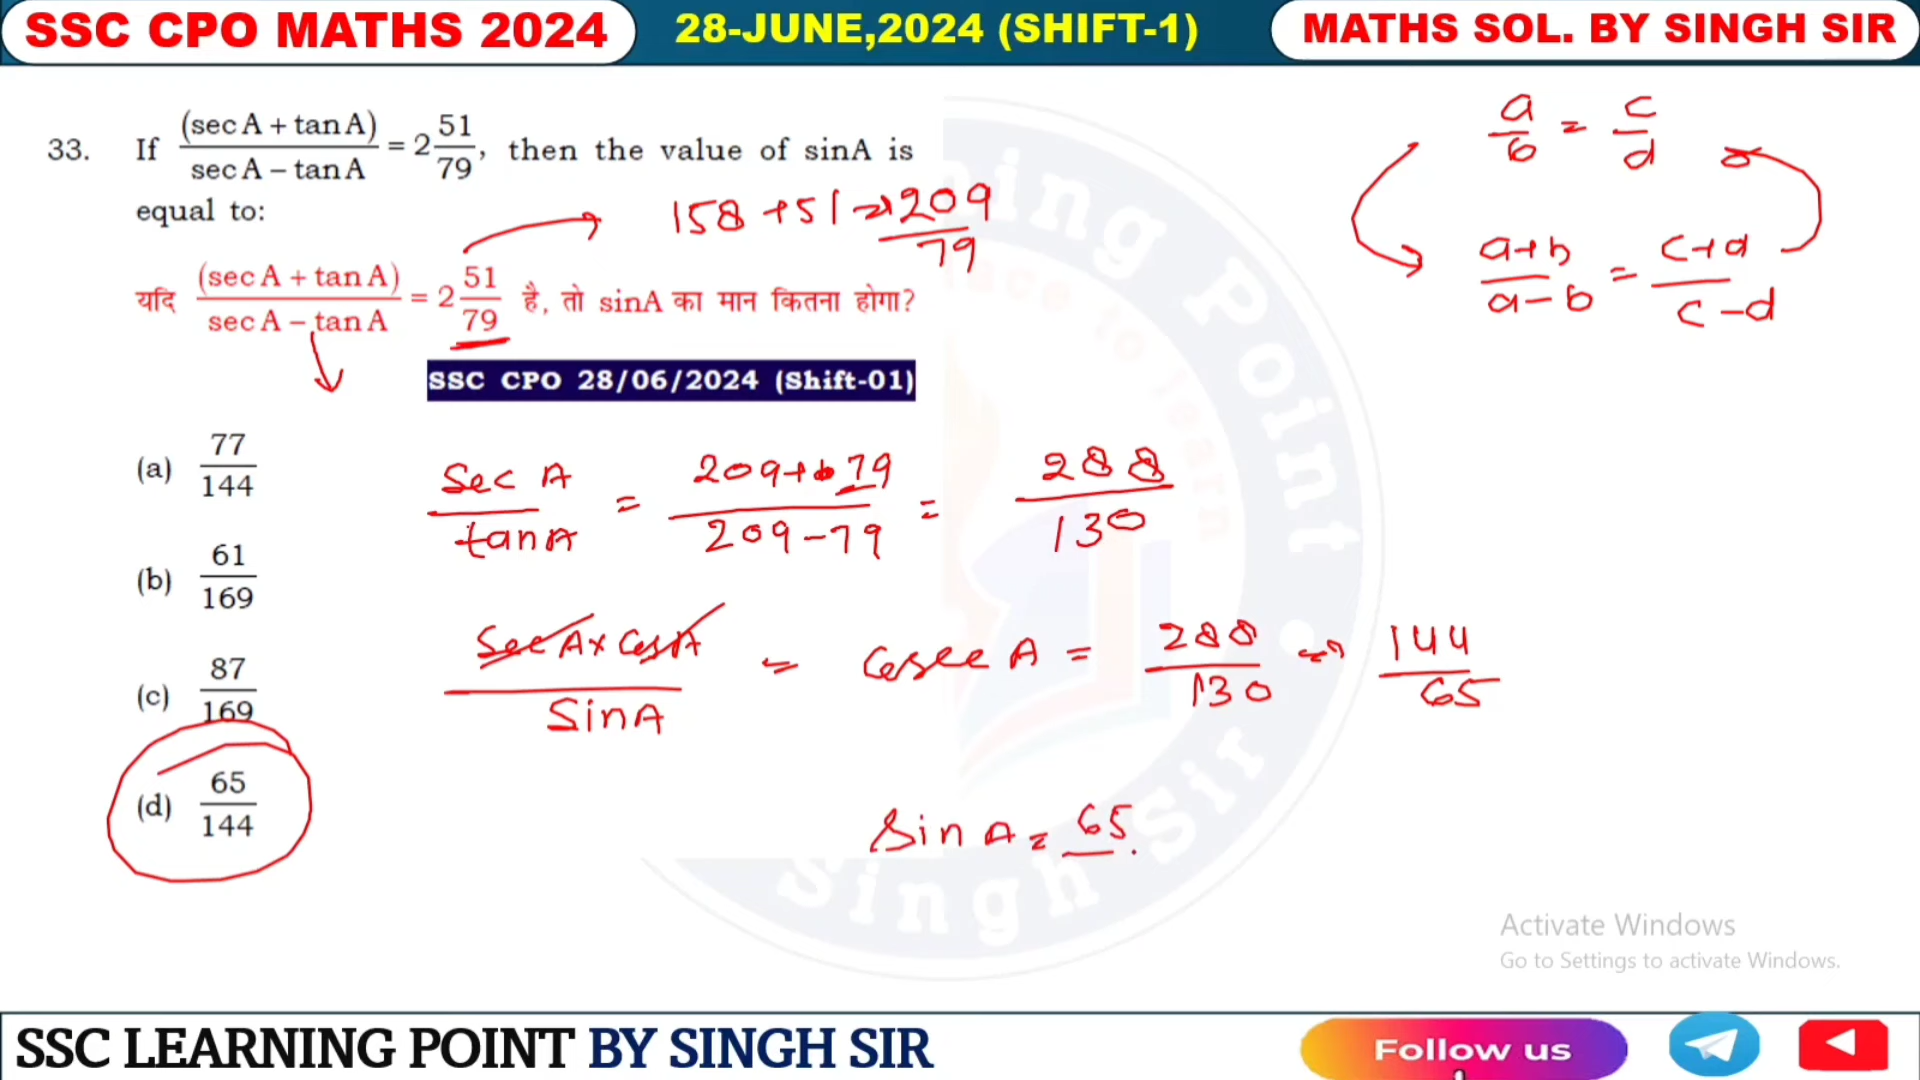 SSC CPO MATHS 2024
28-JUNE,2024 (SHIFT-1)
MATHS SOL. BY SINGH SIR
33. If (sec A + tan A) / sec A − tan A = 2 51/79, then the value of sinA is
equal to:
158 + 51 ⇒ 209/79
यदि (sec A + tan A) / sec A − tan A = 2 51/79 है, तो sinA का मान कितना होगा?
SSC CPO 28/06/2024 (Shift-01)
a/b = c/d
a+b/a−b = c+d/c−d
(a) 77/144
(b) 61/169
(c) 87/169
(d) 65/144
Sec A/tan A = 209+79/209−79 = 288/130
Sec A × Cos A/Sin A = Cosec A = 288/130 ⇒ 144/65
Sin A = 65
Activate Windows
Go to Settings to activate Windows.
SSC LEARNING POINT BY SINGH SIR
Follow us